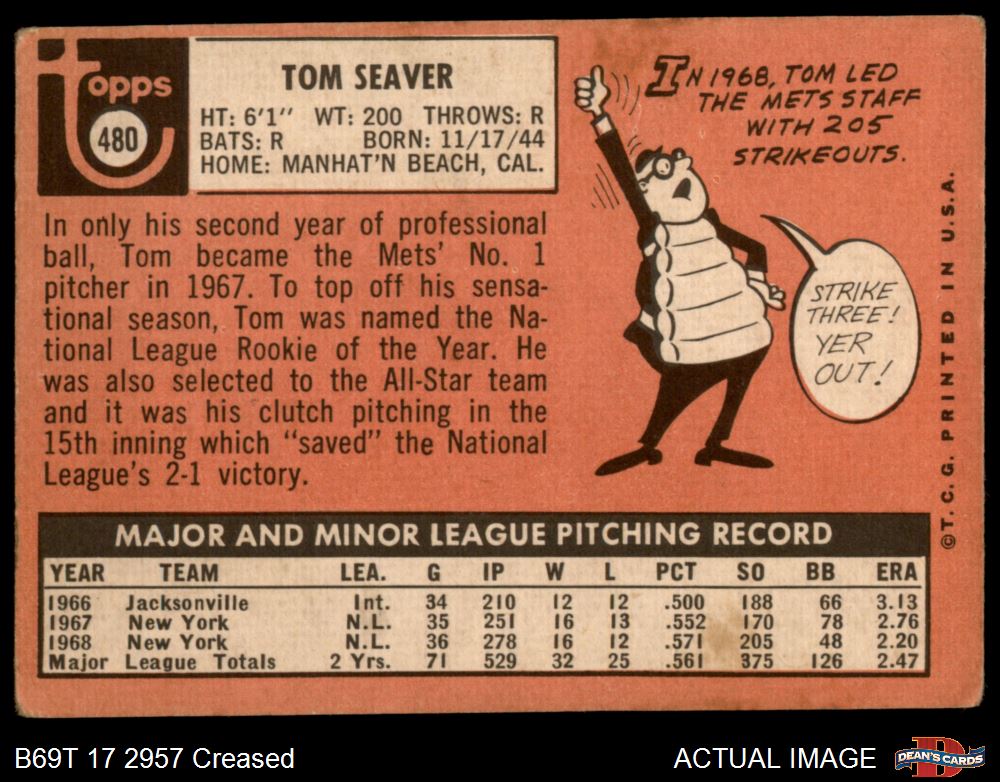 topps
480
TOM SEAVER
HT: 6'1" WT: 200 THROWS: R
BATS: R BORN: 11/17/44
HOME: MANHAT'N BEACH, CAL.
In only his second year of professional
ball, Tom became the Mets' No. 1
pitcher in 1967. To top off his sensa-
tional season, Tom was named the Na-
tional League Rookie of the Year. He
was also selected to the All-Star team
and it was his clutch pitching in the
15th inning which "saved" the National
League's 2-1 victory.
IN 1968, TOM LED
THE METS STAFF
WITH 205
STRIKEOUTS.
STRIKE
THREE!
YER
OUT!
©T.C.G. PRINTED IN U.S.A.
MAJOR AND MINOR LEAGUE PITCHING RECORD
YEAR TEAM LEA. G IP W L PCT SO BB ERA
1966 Jacksonville Int. 34 210 12 12 .500 188 66 3.13
1967 New York N.L. 35 251 16 13 .552 170 78 2.76
1968 New York N.L. 36 278 16 12 .571 205 48 2.20
Major League Totals 2 Yrs. 71 529 32 25 .561 375 126 2.47
B69T 17 2957 Creased
ACTUAL IMAGE
D
DEAN'S CARDS